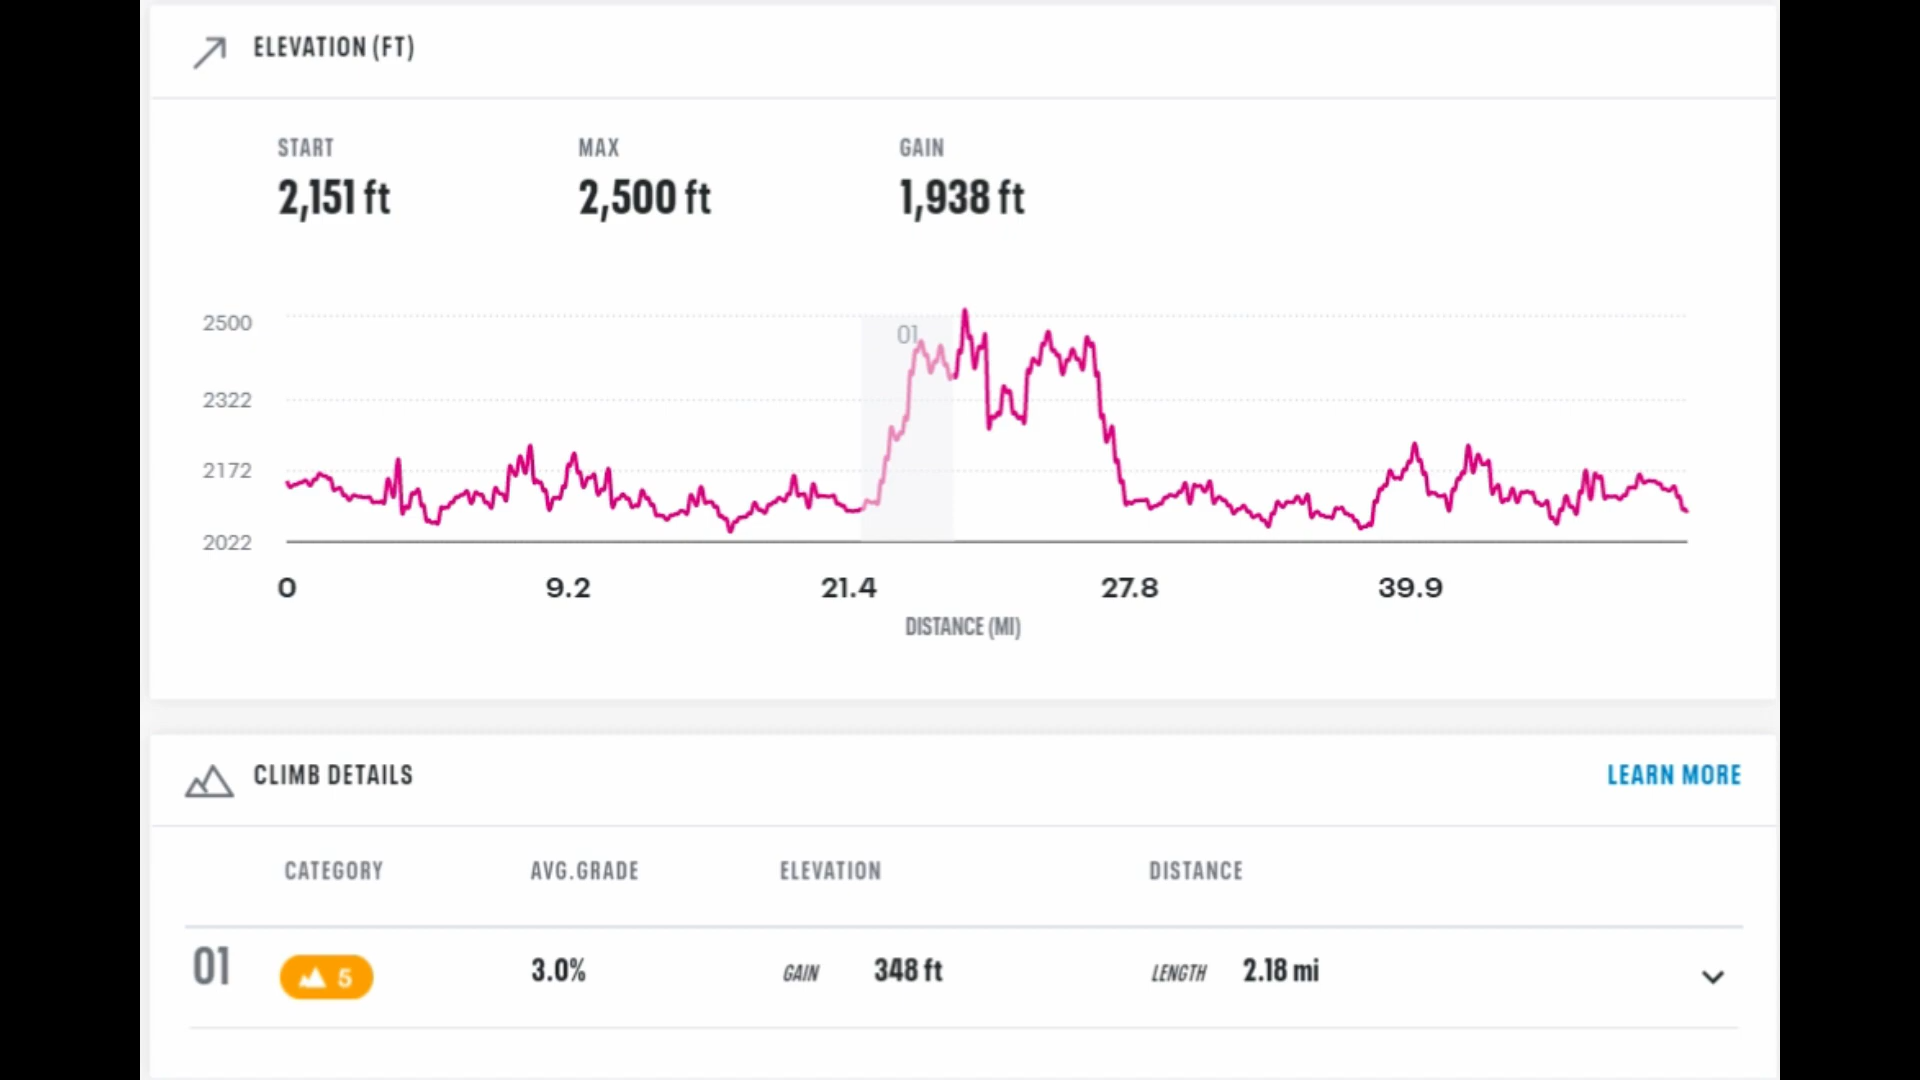 ELEVATION (FT)
START MAX GAIN
2,151 ft 2,500 ft 1,938 ft
2500
01
2322
2172
2022
0 9.2 21.4 27.8 39.9
DISTANCE (MI)
CLIMB DETAILS LEARN MORE
CATEGORY AVG.GRADE ELEVATION DISTANCE
01 5 3.0% GAIN 348 ft LENGTH 2.18 mi